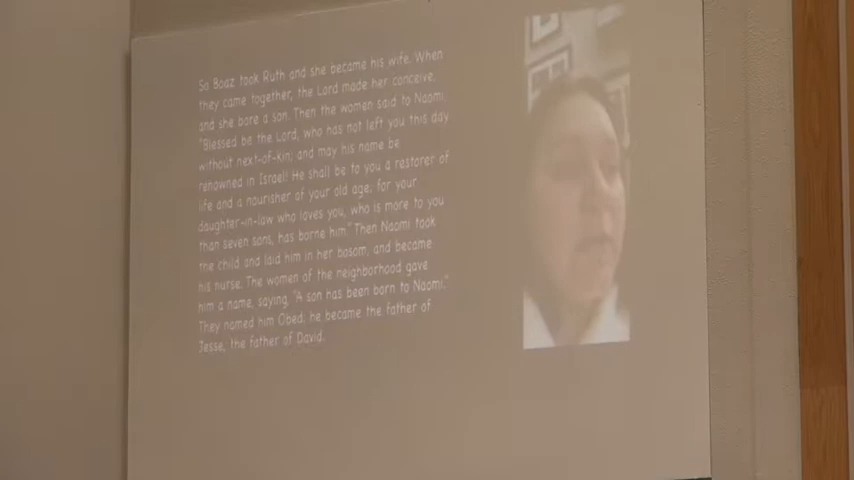 So Boaz took Ruth and she became his wife. When
they came together, the Lord made her conceive,
and she bore a son. Then the women said to Naomi,
"Blessed be the Lord, who has not left you this day
without next-of-kin; and may his name be
renowned in Israel! He shall be to you a restorer of
life and a nourisher of your old age; for your
daughter-in-law who loves you, who is more to you
than seven sons, has borne him." Then Naomi took
the child and laid him in her bosom, and became
his nurse. The women of the neighborhood gave
him a name, saying, "A son has been born to Naomi."
They named him Obed; he became the father of
Jesse, the father of David.